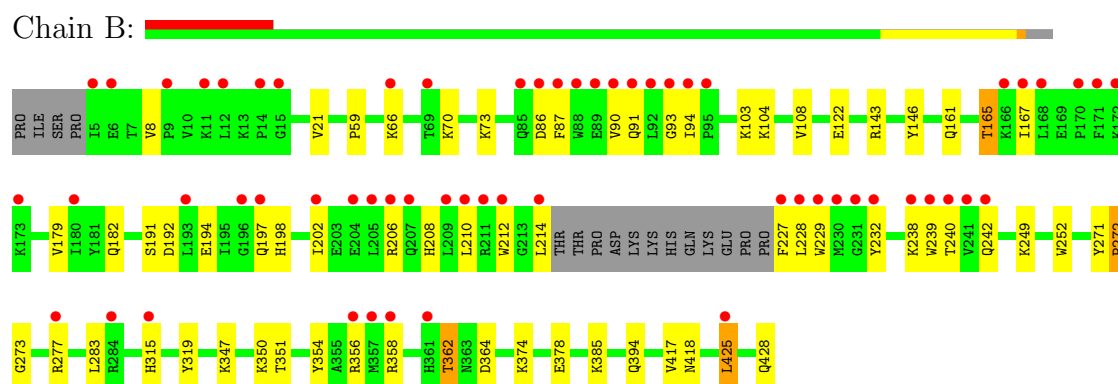 Chain B:
PRO ILE SER PRO I5 E6 T7 V8 P9 V10 K11 L12 K13 P14 G15 V21 P59 K66 T69 K70 K73 Q85 D86 F87 W88 E89 V90 Q91 L92 G93 I94 P95 K103 K104 V108 E122 R143 Y146 Q161 T165 K166 I167 L168 E169 P170 F171 K172
K173 V179 I180 Y181 Q182 S191 D192 L193 E194 I195 G196 Q197 H198 I202 E203 E204 L205 R206 Q207 H208 L209 L210 R211 W212 G213 L214 THR THR PRO ASP LYS LYS HIS GLN LYS GLU PRO PRO F227 L228 W229 M230 G231 Y232 K238 W239 T240 V241 Q242 K249 W252 Y271 P272
G273 R277 L283 R284 H315 Y319 K347 K350 T351 Y354 A355 R356 M357 R358 H361 T362 N363 D364 K374 E378 K385 Q394 V417 N418 L425 Q428